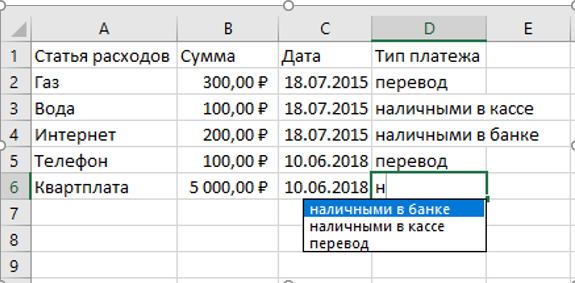 A B C D E
1 Статья расходов Сумма Дата Тип платежа
2 Газ 300,00 ₽ 18.07.2015 перевод
3 Вода 100,00 ₽ 18.07.2015 наличными в кассе
4 Интернет 200,00 ₽ 18.07.2015 наличными в банке
5 Телефон 100,00 ₽ 10.06.2018 перевод
6 Квартплата 5 000,00 ₽ 10.06.2018 н
7 наличными в банке
8 наличными в кассе
перевод
9